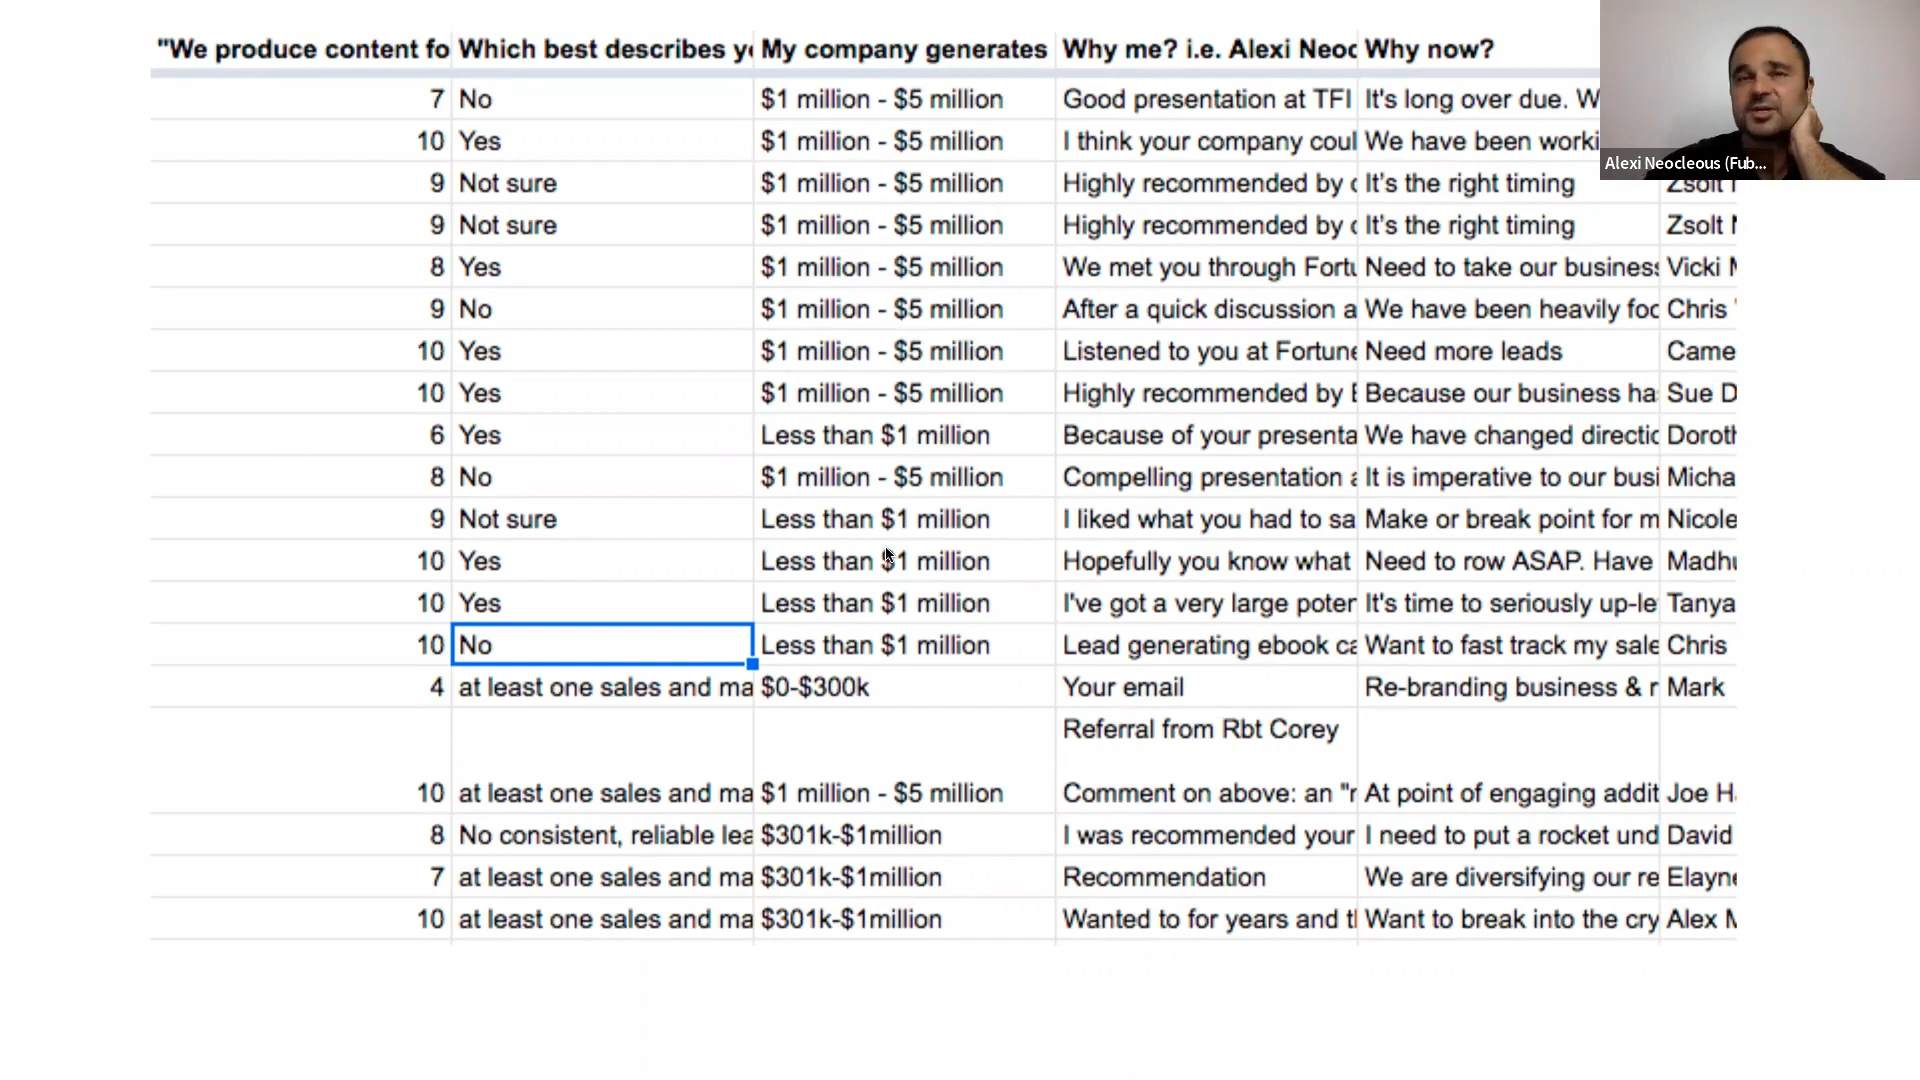 "We produce content fo Which best describes yo My company generates Why me? i.e. Alexi Neoc Why now?
7 No $1 million - $5 million Good presentation at TFI It's long over due. W
10 Yes $1 million - $5 million I think your company coul We have been worki
9 Not sure $1 million - $5 million Highly recommended by c It's the right timing Zsolt
9 Not sure $1 million - $5 million Highly recommended by c It's the right timing Zsolt N
8 Yes $1 million - $5 million We met you through Fortu Need to take our business Vicki M
9 No $1 million - $5 million After a quick discussion a We have been heavily foc Chris
10 Yes $1 million - $5 million Listened to you at Fortune Need more leads Came
10 Yes $1 million - $5 million Highly recommended by E Because our business ha Sue D
6 Yes Less than $1 million Because of your presenta We have changed directio Doroth
8 No $1 million - $5 million Compelling presentation a It is imperative to our busi Micha
9 Not sure Less than $1 million I liked what you had to sa Make or break point for m Nicole
10 Yes Less than $1 million Hopefully you know what Need to row ASAP. Have Madhu
10 Yes Less than $1 million I've got a very large poten It's time to seriously up-le Tanya
10 No Less than $1 million Lead generating ebook ca Want to fast track my sale Chris
4 at least one sales and ma $0-$300k Your email Re-branding business & r Mark
Referral from Rbt Corey
10 at least one sales and ma $1 million - $5 million Comment on above: an "r At point of engaging addit Joe H
8 No consistent, reliable lea $301k-$1million I was recommended your I need to put a rocket und David
7 at least one sales and ma $301k-$1million Recommendation We are diversifying our re Elayne
10 at least one sales and ma $301k-$1million Wanted to for years and th Want to break into the cry Alex M
Alexi Neocleous (Fub...